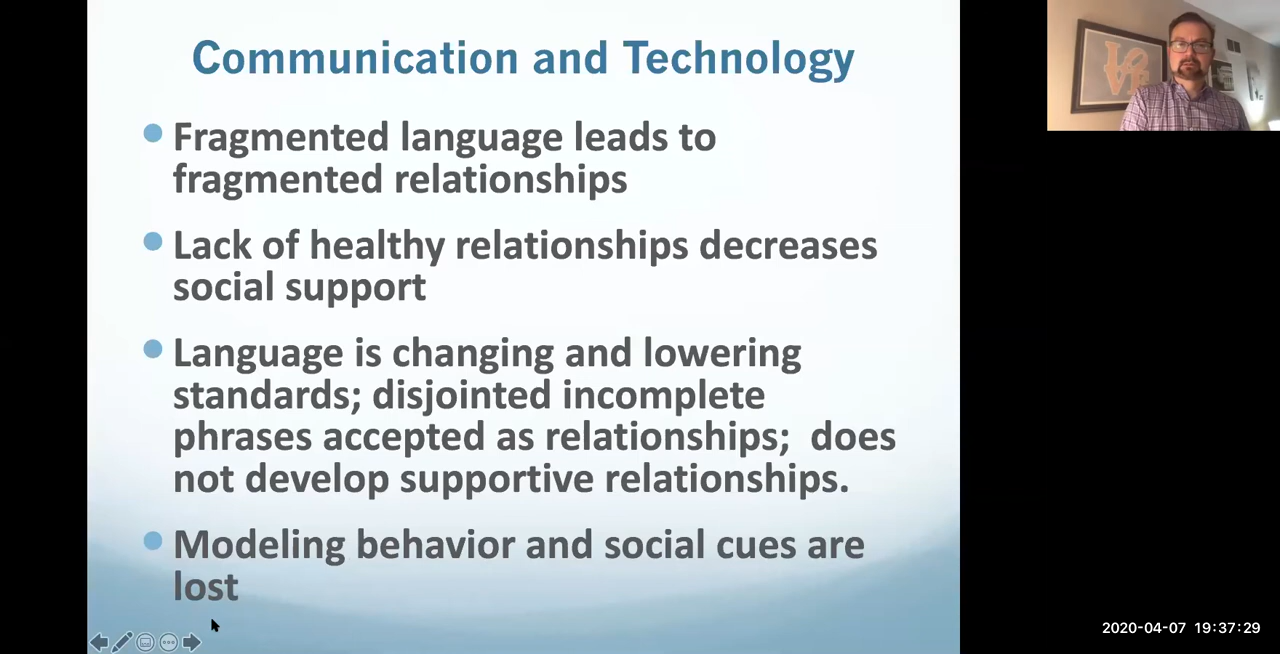 Communication and Technology
Fragmented language leads to
fragmented relationships
Lack of healthy relationships decreases
social support
Language is changing and lowering
standards; disjointed incomplete
phrases accepted as relationships;  does
not develop supportive relationships.
Modeling behavior and social cues are
lost
LOVE
2020-04-07 19:37:29